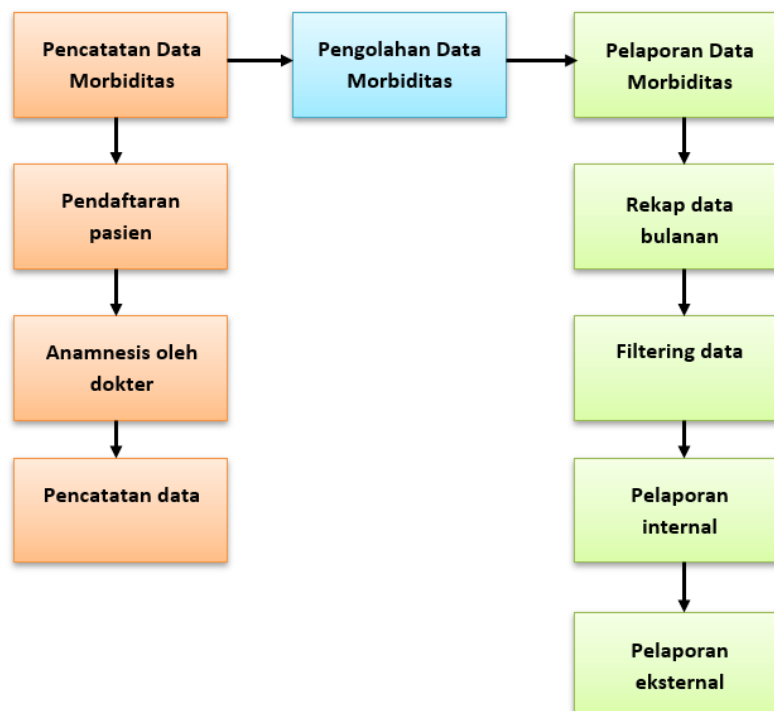 Pencatatan Data
Morbiditas
Pengolahan Data
Morbiditas
Pelaporan Data
Morbiditas
Pendaftaran
pasien
Rekap data
bulanan
Anamnesis oleh
dokter
Filtering data
Pencatatan data
Pelaporan
internal
Pelaporan
eksternal